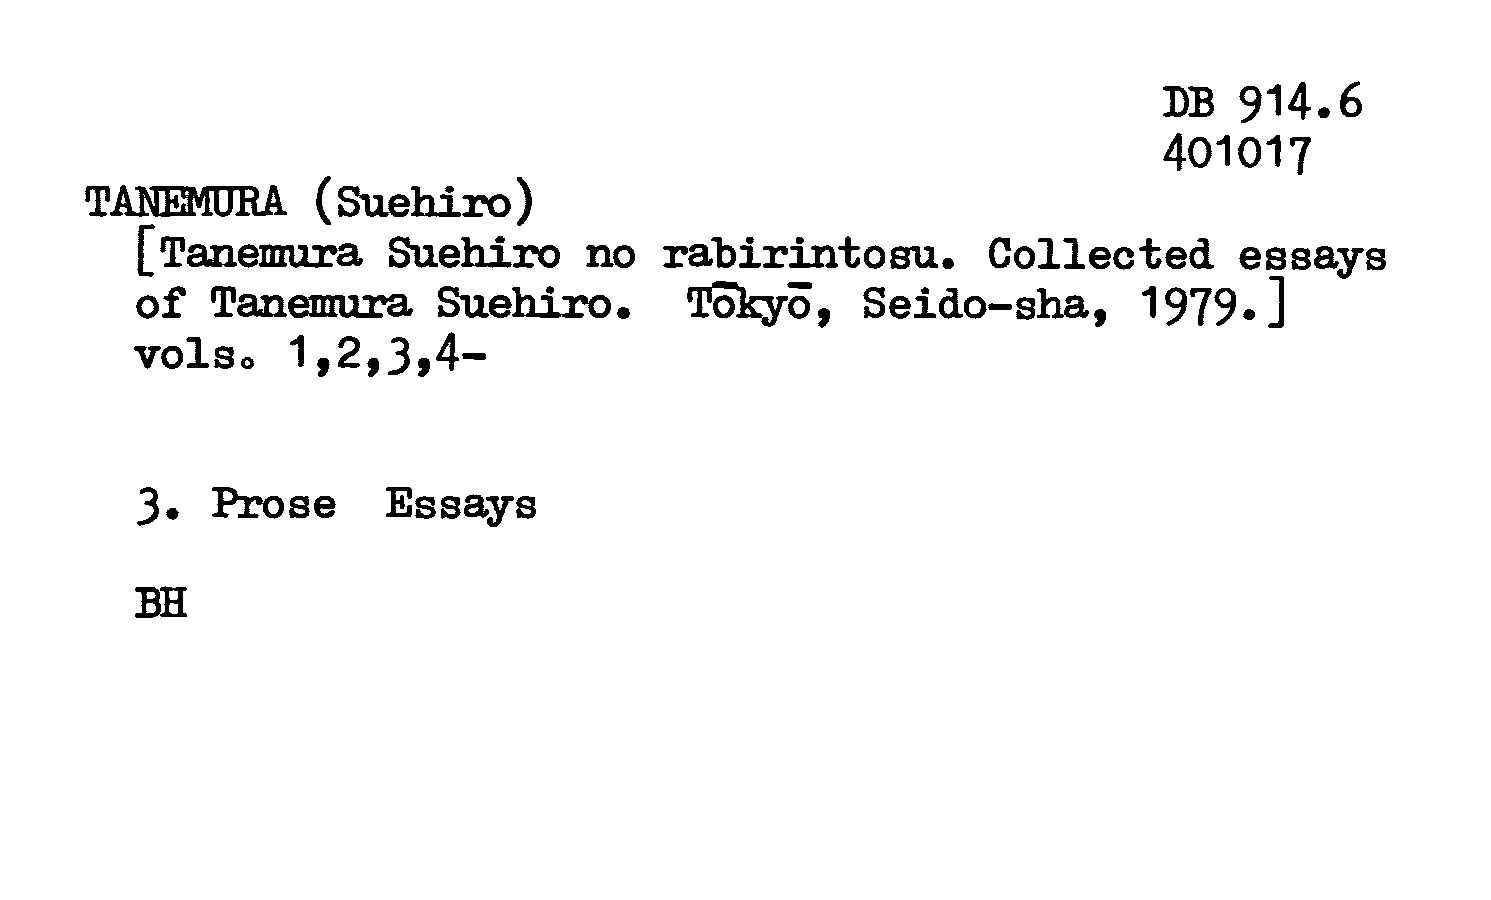 DB 914.6
401017
TANEMURA (Suehiro)
[Tanemura Suehiro no rabirintosu. Collected essays
of Tanemura Suehiro. Tōkyō, Seido-sha, 1979.]
vols. 1,2,3,4-
3. Prose Essays
BH